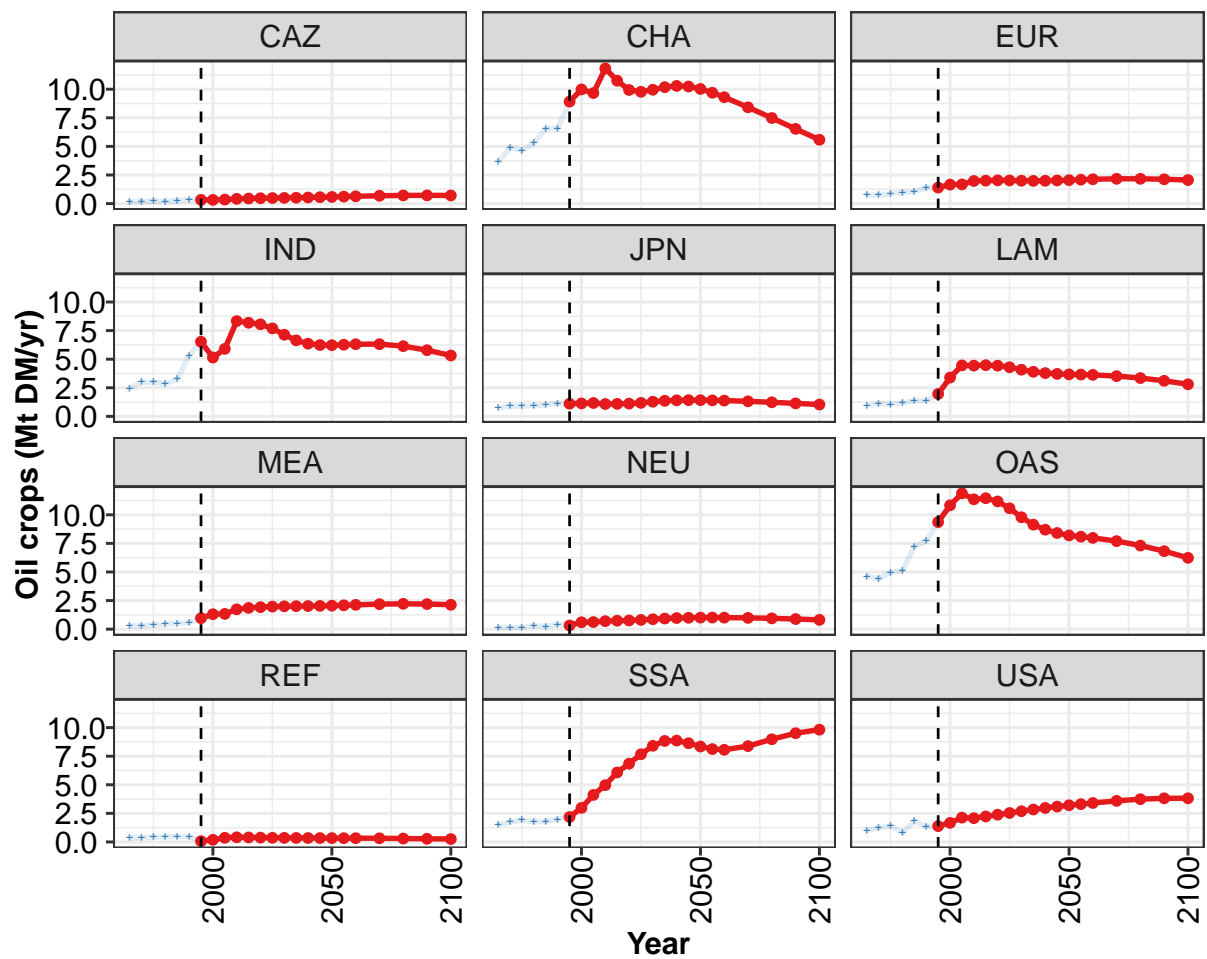 CAZ CHA EUR
10.0
7.5
5.0
2.5
0.0
IND JPN LAM
10.0
7.5
5.0
2.5
0.0
MEA NEU OAS
10.0
7.5
5.0
2.5
0.0
REF SSA USA
10.0
7.5
5.0
2.5
0.0
2000 2050 2100 2000 2050 2100 2000 2050 2100
Year
Oil crops (Mt DM/yr)